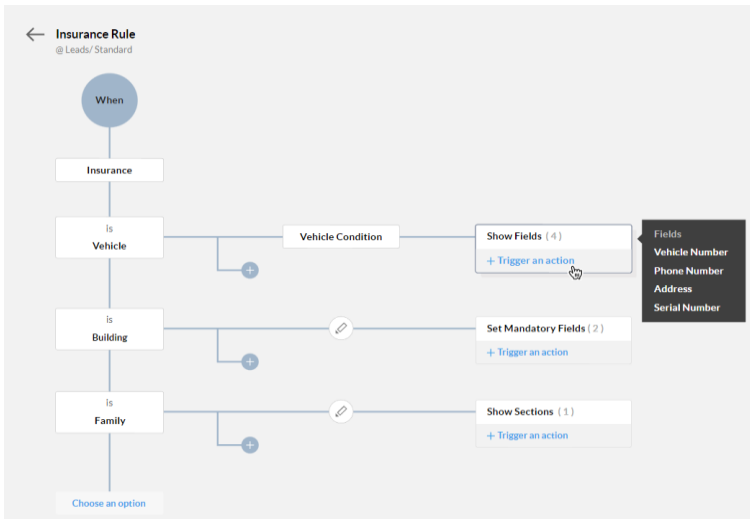 Insurance Rule
@ Leads/ Standard
When
Insurance
is
Vehicle
Vehicle Condition
Show Fields ( 4 )
+ Trigger an action
Fields
Vehicle Number
Phone Number
Address
Serial Number
is
Building
Set Mandatory Fields ( 2 )
+ Trigger an action
is
Family
Show Sections ( 1 )
+ Trigger an action
Choose an option